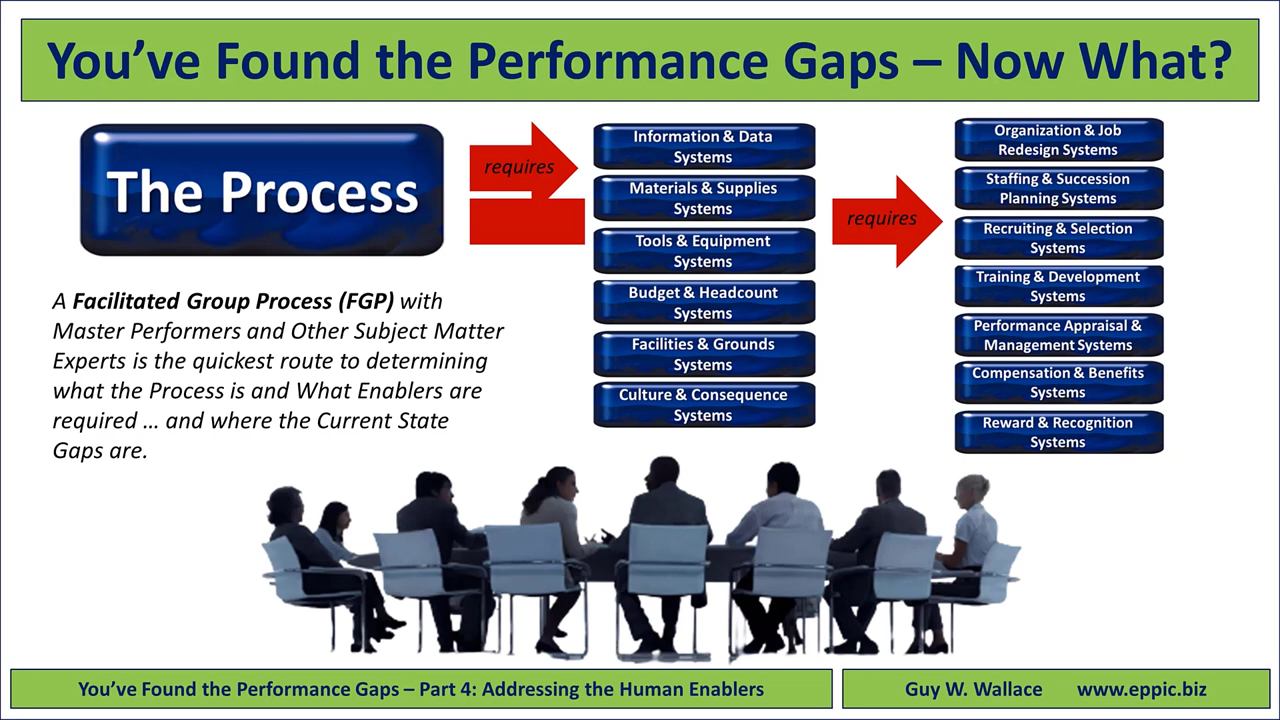 You’ve Found the Performance Gaps – Now What?
The Process
requires
Information & Data
Systems
Materials & Supplies
Systems
Tools & Equipment
Systems
Budget & Headcount
Systems
Facilities & Grounds
Systems
Culture & Consequence
Systems
requires
Organization & Job
Redesign Systems
Staffing & Succession
Planning Systems
Recruiting & Selection
Systems
Training & Development
Systems
Performance Appraisal &
Management Systems
Compensation & Benefits
Systems
Reward & Recognition
Systems
A Facilitated Group Process (FGP) with
Master Performers and Other Subject Matter
Experts is the quickest route to determining
what the Process is and What Enablers are
required … and where the Current State
Gaps are.
You’ve Found the Performance Gaps – Part 4: Addressing the Human Enablers
Guy W. Wallace www.eppic.biz